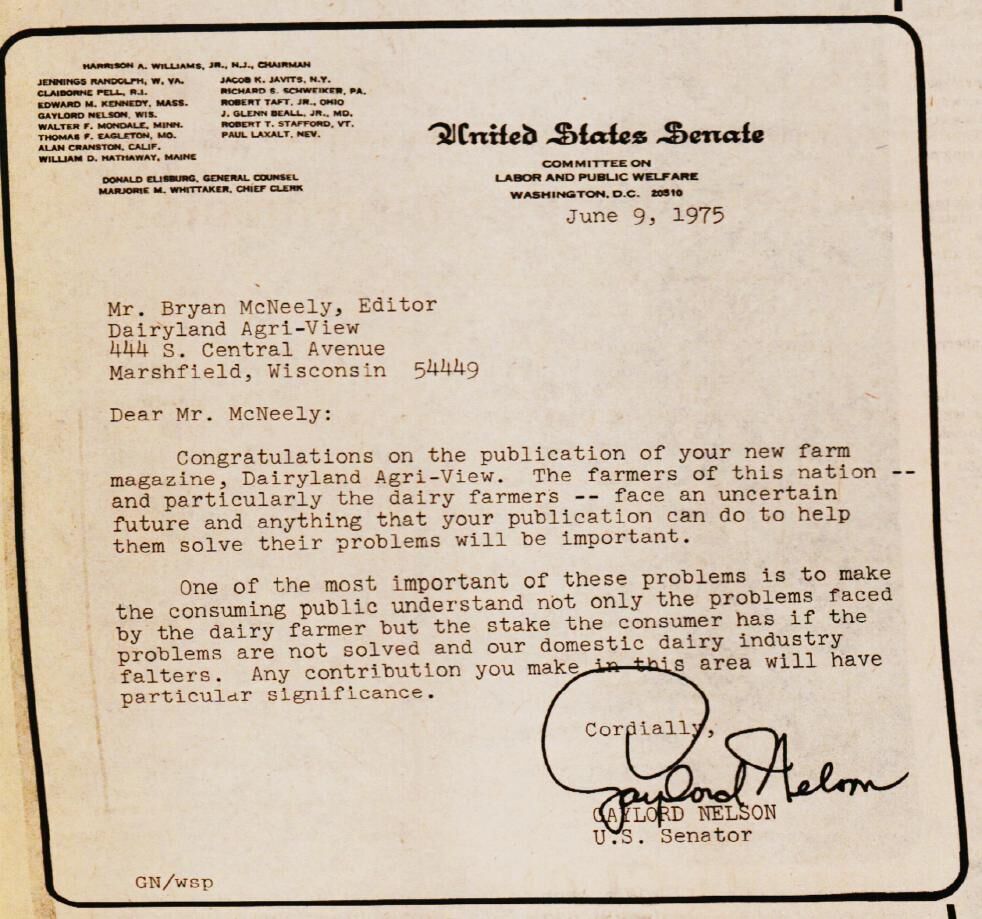 HARRISON A. WILLIAMS, JR., N.J., CHAIRMAN
JENNINGS RANDOLPH, W. VA.
CLAIBORNE PELL, R.I.
EDWARD M. KENNEDY, MASS.
GAYLORD NELSON, WIS.
WALTER F. MONDALE, MINN.
THOMAS F. EAGLETON, MO.
ALAN CRANSTON, CALIF.
WILLIAM D. HATHAWAY, MAINE
JACOB K. JAVITS, N.Y.
RICHARD S. SCHWEIKER, PA.
ROBERT TAFT, JR., OHIO
J. GLENN BEALL, JR., MD.
ROBERT T. STAFFORD, VT.
PAUL LAXALT, NEV.
DONALD ELISBURG, GENERAL COUNSEL
MARJORIE M. WHITTAKER, CHIEF CLERK
United States Senate
COMMITTEE ON
LABOR AND PUBLIC WELFARE
WASHINGTON, D.C. 20510
June 9, 1975
Mr. Bryan McNeely, Editor
Dairyland Agri-View
444 S. Central Avenue
Marshfield, Wisconsin 54449
Dear Mr. McNeely:
Congratulations on the publication of your new farm
magazine, Dairyland Agri-View. The farmers of this nation --
and particularly the dairy farmers -- face an uncertain
future and anything that your publication can do to help
them solve their problems will be important.
One of the most important of these problems is to make
the consuming public understand not only the problems faced
by the dairy farmer but the stake the consumer has if the
problems are not solved and our domestic dairy industry
falters. Any contribution you make in this area will have
particular significance.
Cordially,
Gaylord Nelson
GAYLORD NELSON
U.S. Senator
GN/wsp